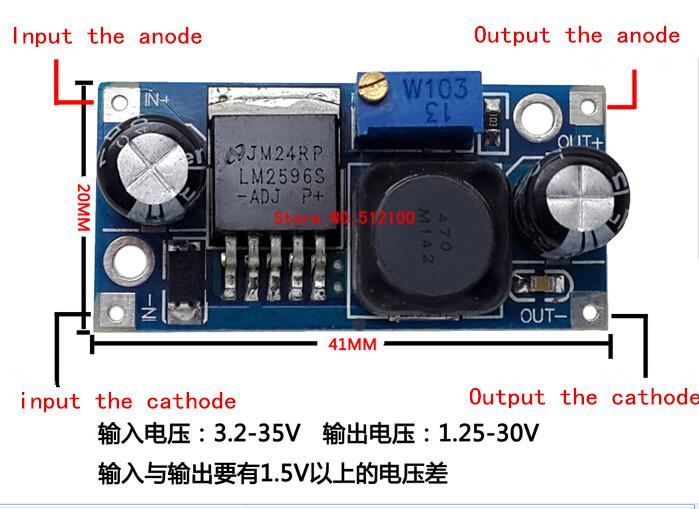 Input the anode
Output the anode
IN+
W103
13
103
OUT+
JM24RP
LM2596S
-ADJ P+
20MM
Store NO.512100
470
M142
IN-
OUT-
41MM
input the cathode
Output the cathode
输入电压：3.2-35V 输出电压：1.25-30V
输入与输出要有1.5V以上的电压差